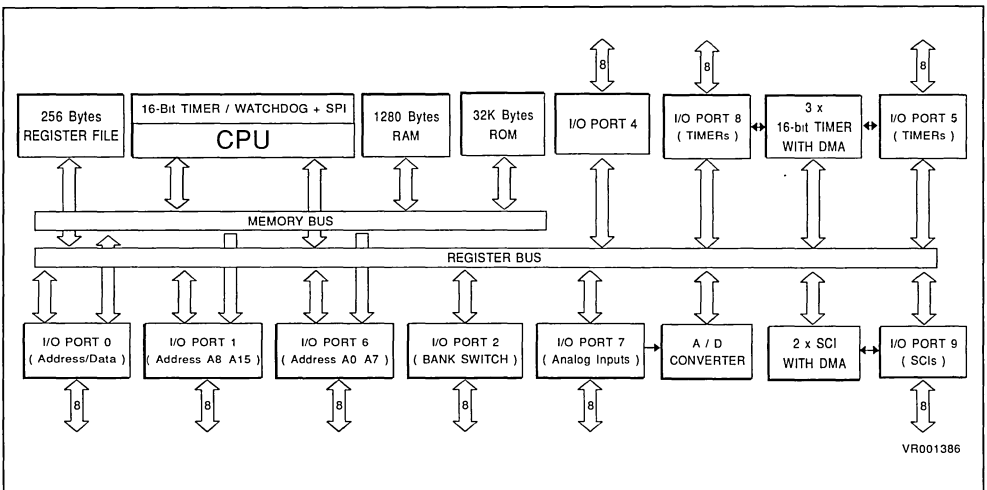 8
8
8
256 Bytes
REGISTER FILE
16-Bit TIMER / WATCHDOG + SPI
CPU
1280 Bytes
RAM
32K Bytes
ROM
I/O PORT 4
I/O PORT 8
( TIMERs )
3 x
16-bit TIMER
WITH DMA
I/O PORT 5
( TIMERs )
MEMORY BUS
REGISTER BUS
I/O PORT 0
( Address/Data )
I/O PORT 1
( Address A8 A15 )
I/O PORT 6
( Address A0 A7 )
I/O PORT 2
( BANK SWITCH )
I/O PORT 7
( Analog Inputs )
A / D
CONVERTER
2 x SCI
WITH DMA
I/O PORT 9
( SCIs )
8
8
8
8
8
8
VR001386